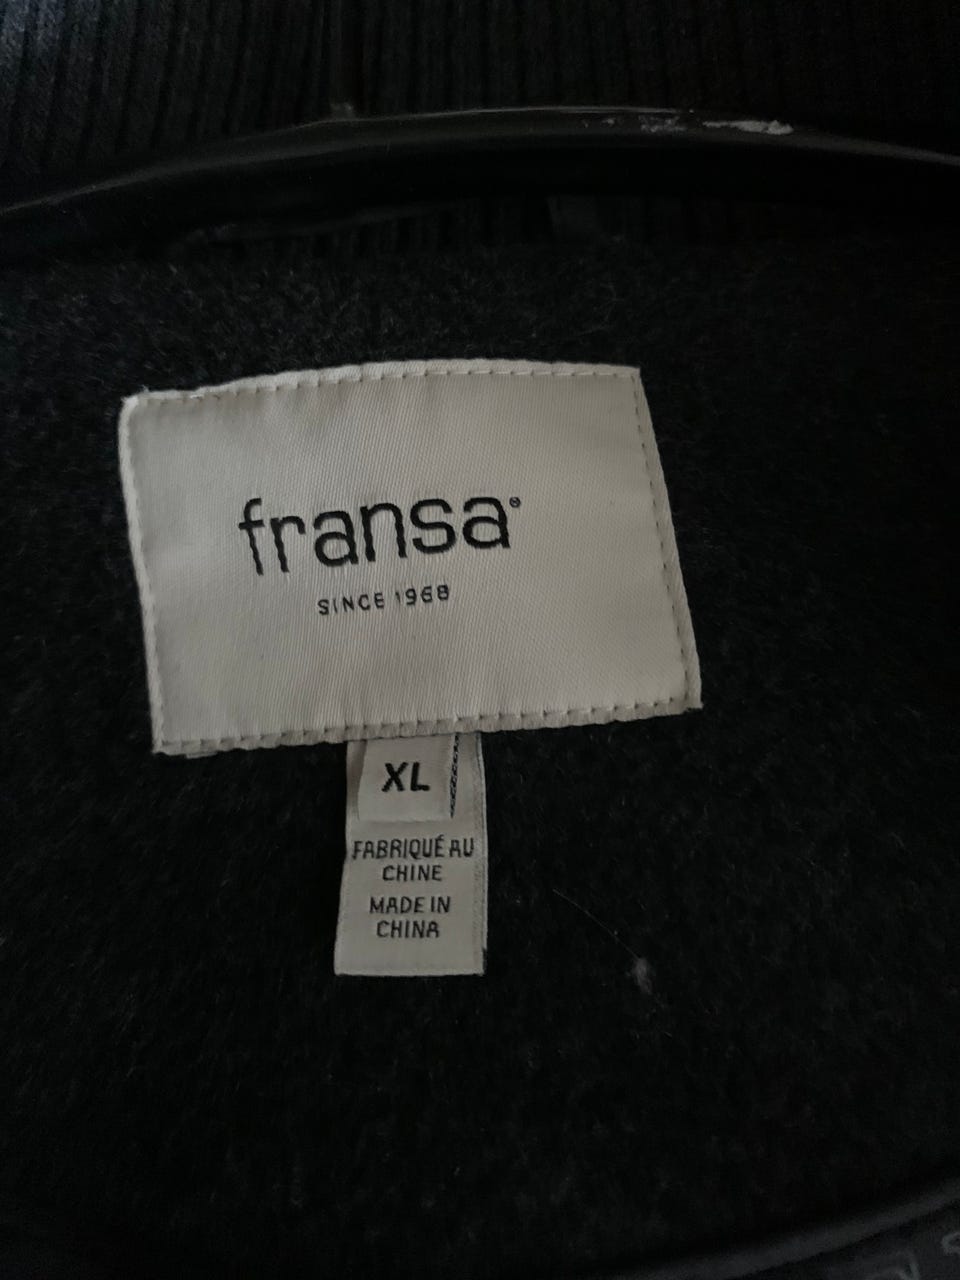 fransa®
SINCE 1968
XL
FABRIQUÉ AU
CHINE
MADE IN
CHINA